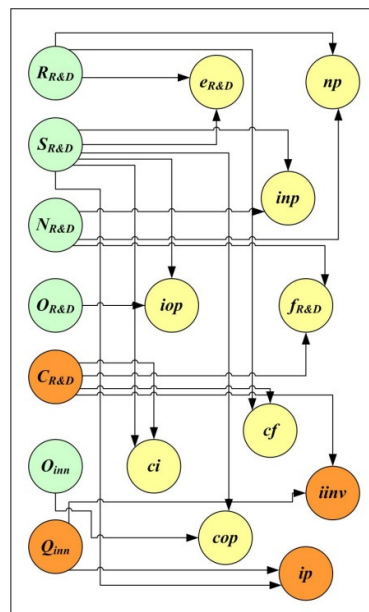 R R&D
e R&D
np
S R&D
inp
N R&D
O R&D
iop
f R&D
C R&D
cf
O inn
ci
iinv
Q inn
cop
ip